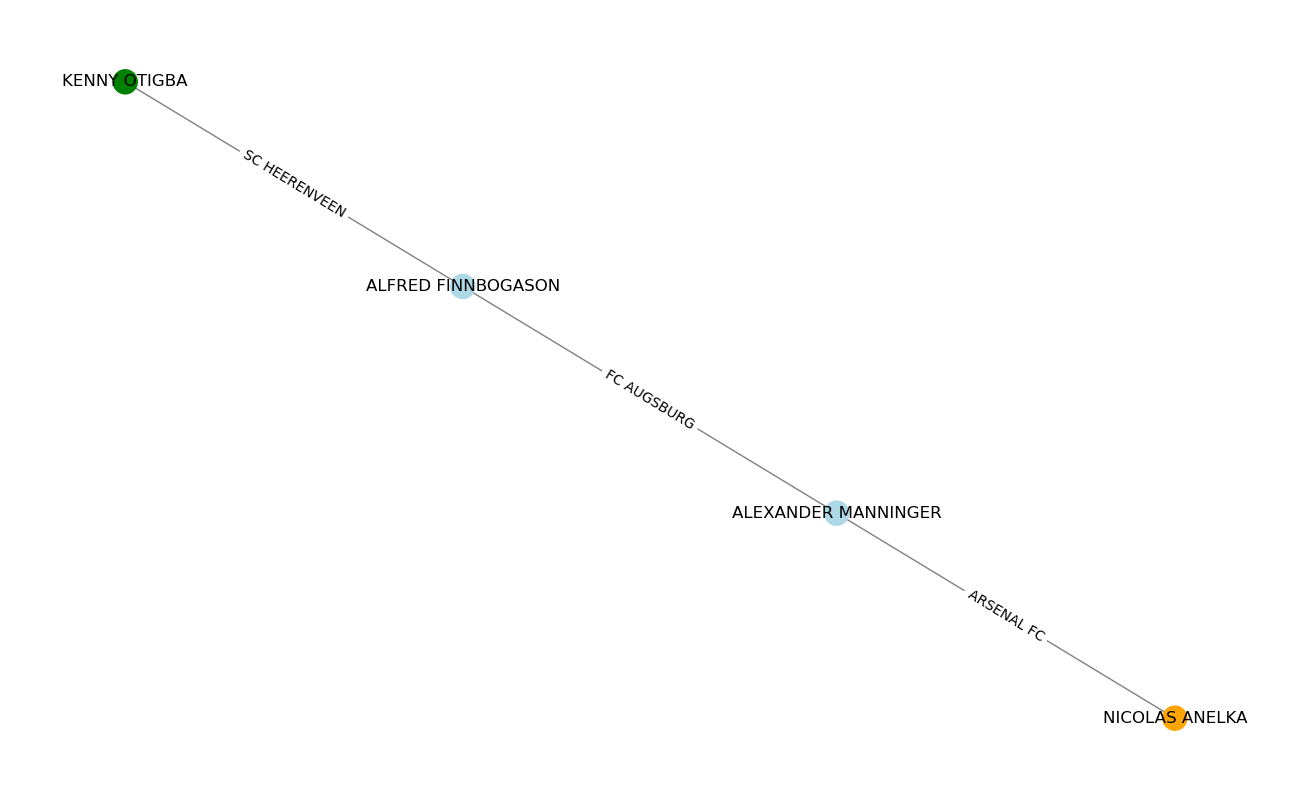 KENNY OTIGBA
SC HEERENVEEN
ALFRED FINNBOGASON
FC AUGSBURG
ALEXANDER MANNINGER
ARSENAL FC
NICOLAS ANELKA